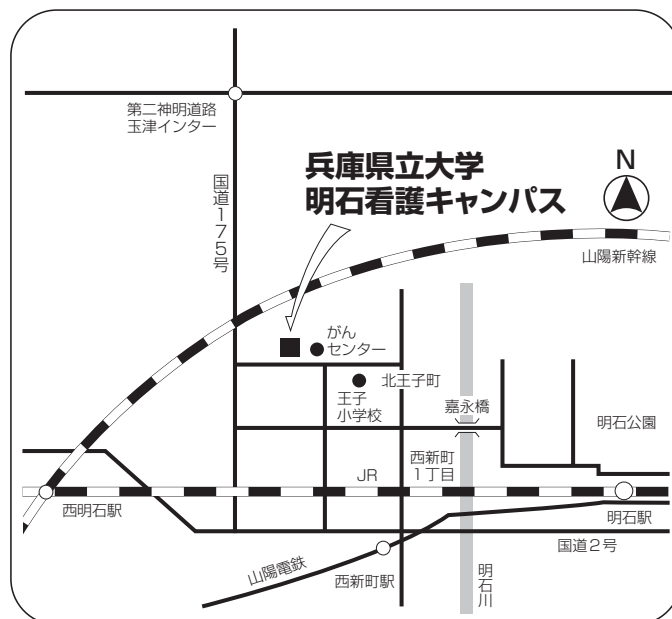 第二神明道路
玉津インター
兵庫県立大学
明石看護キャンパス
N
国道175号
山陽新幹線
がん
センター
北王子町
王子
小学校
嘉永橋
明石公園
西新町
1丁目
JR
西明石駅
明石駅
国道2号
山陽電鉄
西新町駅
明石川